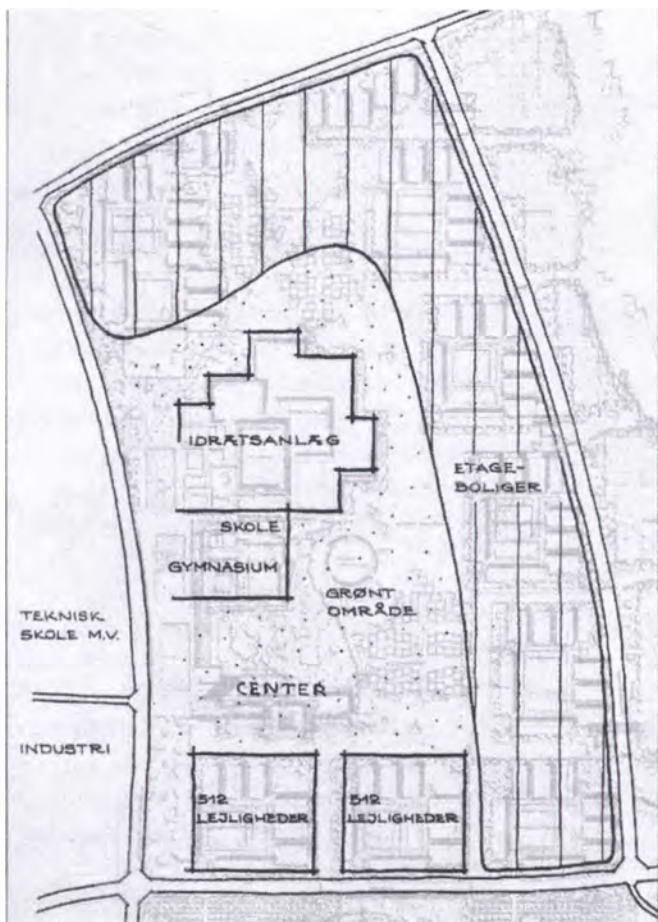 IDRÆTSANLÆG
ETAGE-
BOLIGER
SKOLE
GYMNASIUM
GRØNT
OMRÅDE
TEKNISK
SKOLE M.V.
CENTER
INDUSTRI
512
LEJLIGHEDER
512
LEJLIGHEDER